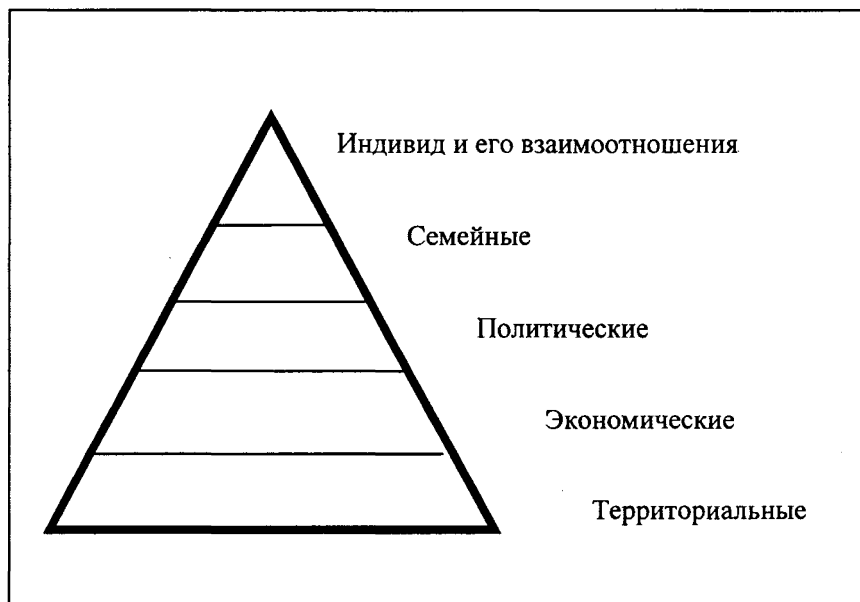 Индивид и его взаимоотношения
Семейные
Политические
Экономические
Территориальные